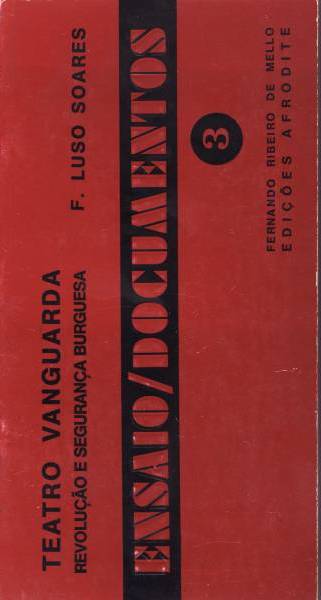 TEATRO VANGUARDA
REVOLUÇÃO E SEGURANÇA BURGUESA
F. LUSO SOARES
ENSAIO/DOCUMENTOS
3
FERNANDO RIBEIRO DE MELLO
EDIÇÕES AFRODITE